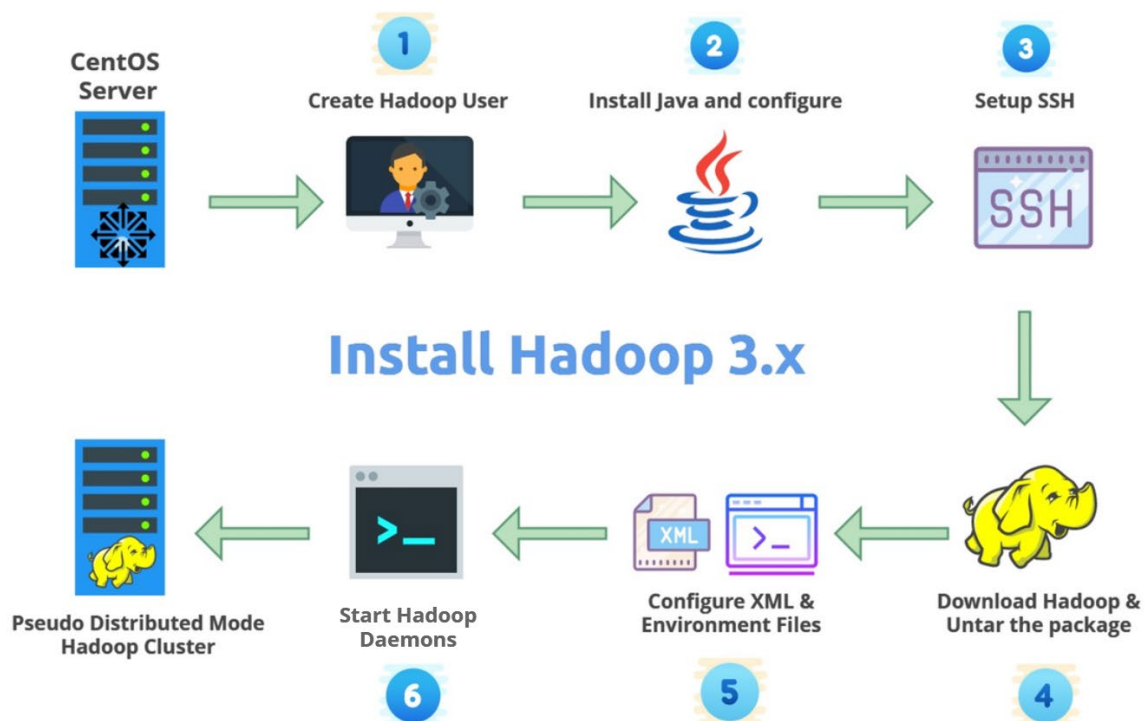 CentOS
Server
1
Create Hadoop User
2
Install Java and configure
3
Setup SSH
SSH
Install Hadoop 3.x
Download Hadoop &
Untar the package
4
XML
>_
Configure XML &
Environment Files
5
>_
Start Hadoop
Daemons
6
Pseudo Distributed Mode
Hadoop Cluster